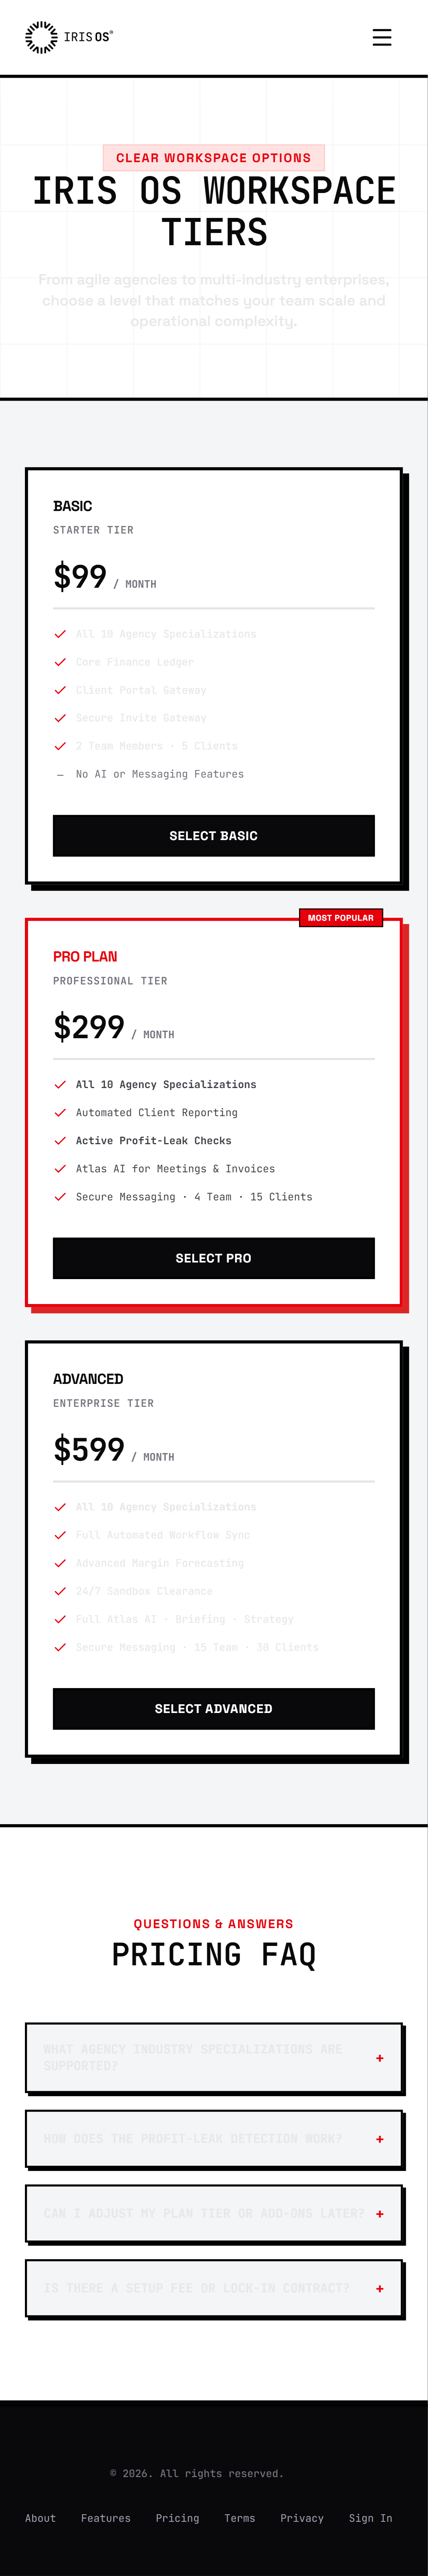 IRIS OS®
CLEAR WORKSPACE OPTIONS
IRIS OS WORKSPACE
TIERS
From agile agencies to multi-industry enterprises,
choose a level that matches your team scale and
operational complexity.
BASIC
STARTER TIER
$99 / MONTH
All 10 Agency Specializations
Core Finance Ledger
Client Portal Gateway
Secure Invite Gateway
2 Team Members · 5 Clients
— No AI or Messaging Features
SELECT BASIC
MOST POPULAR
PRO PLAN
PROFESSIONAL TIER
$299 / MONTH
All 10 Agency Specializations
Automated Client Reporting
Active Profit-Leak Checks
Atlas AI for Meetings & Invoices
Secure Messaging · 4 Team · 15 Clients
SELECT PRO
ADVANCED
ENTERPRISE TIER
$599 / MONTH
All 10 Agency Specializations
Full Automated Workflow Sync
Advanced Margin Forecasting
24/7 Sandbox Clearance
Full Atlas AI · Briefing · Strategy
Secure Messaging · 15 Team · 30 Clients
SELECT ADVANCED
QUESTIONS & ANSWERS
PRICING FAQ
WHAT AGENCY INDUSTRY SPECIALIZATIONS ARE
SUPPORTED?
+
HOW DOES THE PROFIT-LEAK DETECTION WORK? +
CAN I ADJUST MY PLAN TIER OR ADD-ONS LATER? +
IS THERE A SETUP FEE OR LOCK-IN CONTRACT? +
© 2026. All rights reserved.
About Features Pricing Terms Privacy Sign In